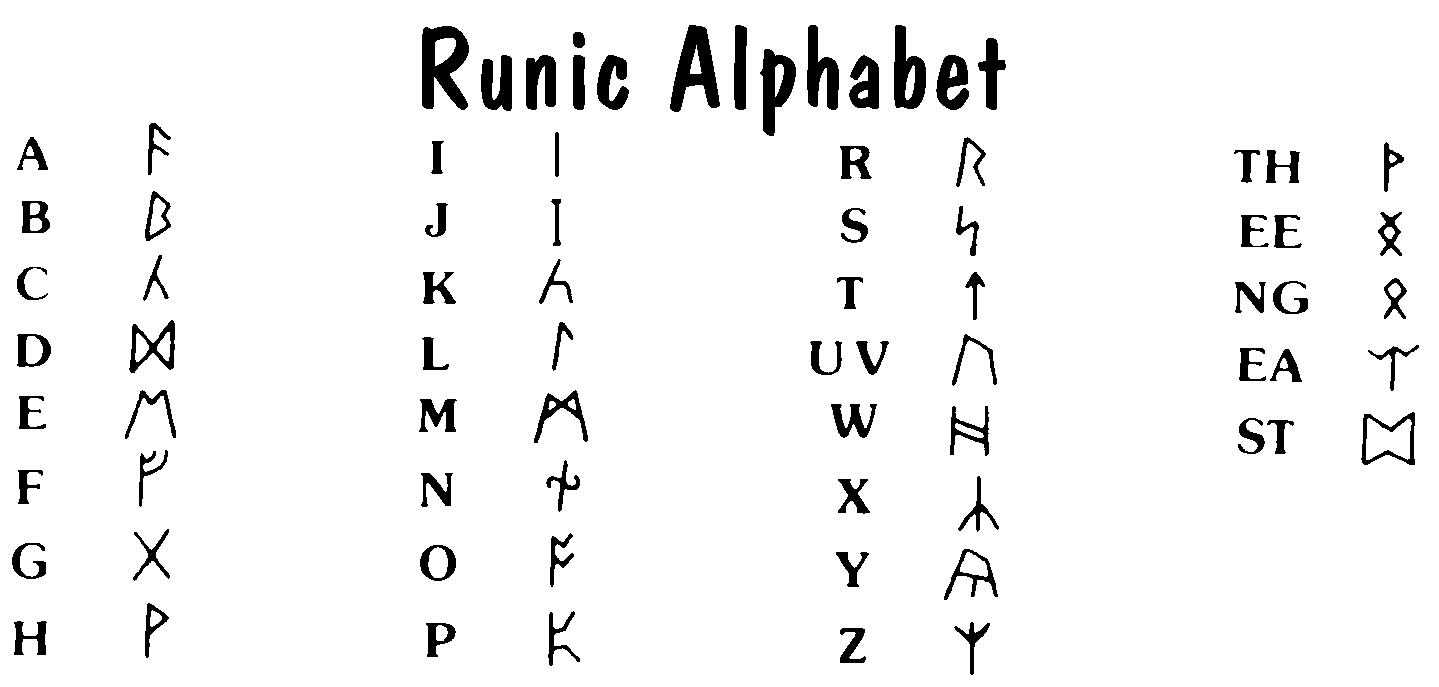 Runic Alphabet
A ᚨ
B ᛒ
C ⅄
D ᛞ
E ᛖ
F ᚠ
G ᚷ
H ᚹ
I ᛁ
J I
K ᚳ
L ᛚ
M ᛗ
N ᚾ
O ᚩ
P ᛈ
R ᚱ
S ᛋ
T ᛏ
U V ᚢ
W ᚻ
X ᛦ
Y ᚣ
Z ᛉ
TH ᚦ
EE ᛝ
NG ᛟ
EA ᛠ
ST ᛥ